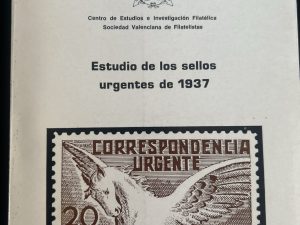 Centro de Estudios e Investigación Filatélica
Sociedad Valenciana de Filatelistas
Estudio de los sellos
urgentes de 1937
CORRESPONDENCIA
URGENTE
20